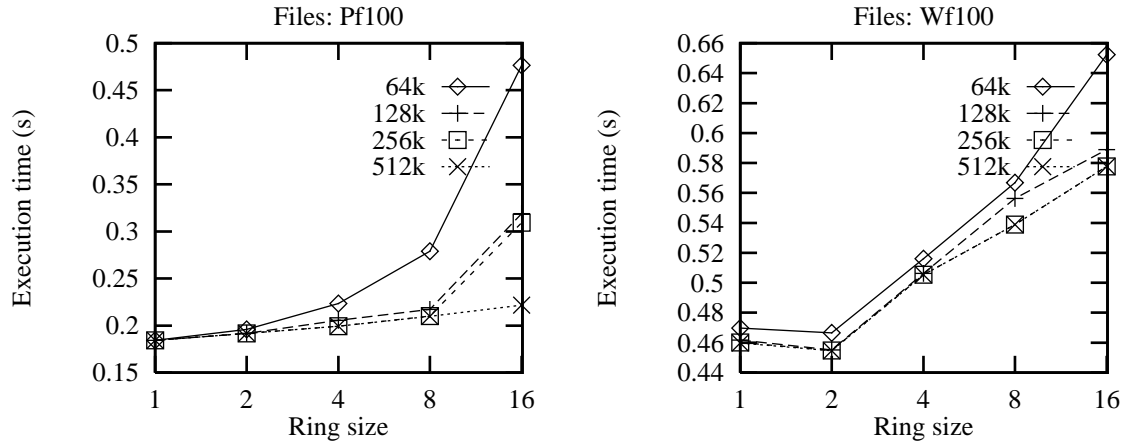 Files: Pf100
Execution time (s)
0.5
0.45
0.4
0.35
0.3
0.25
0.2
0.15
64k
128k
256k
512k
1 2 4 8 16
Ring size
Files: Wf100
Execution time (s)
0.66
0.64
0.62
0.6
0.58
0.56
0.54
0.52
0.5
0.48
0.46
0.44
64k
128k
256k
512k
1 2 4 8 16
Ring size